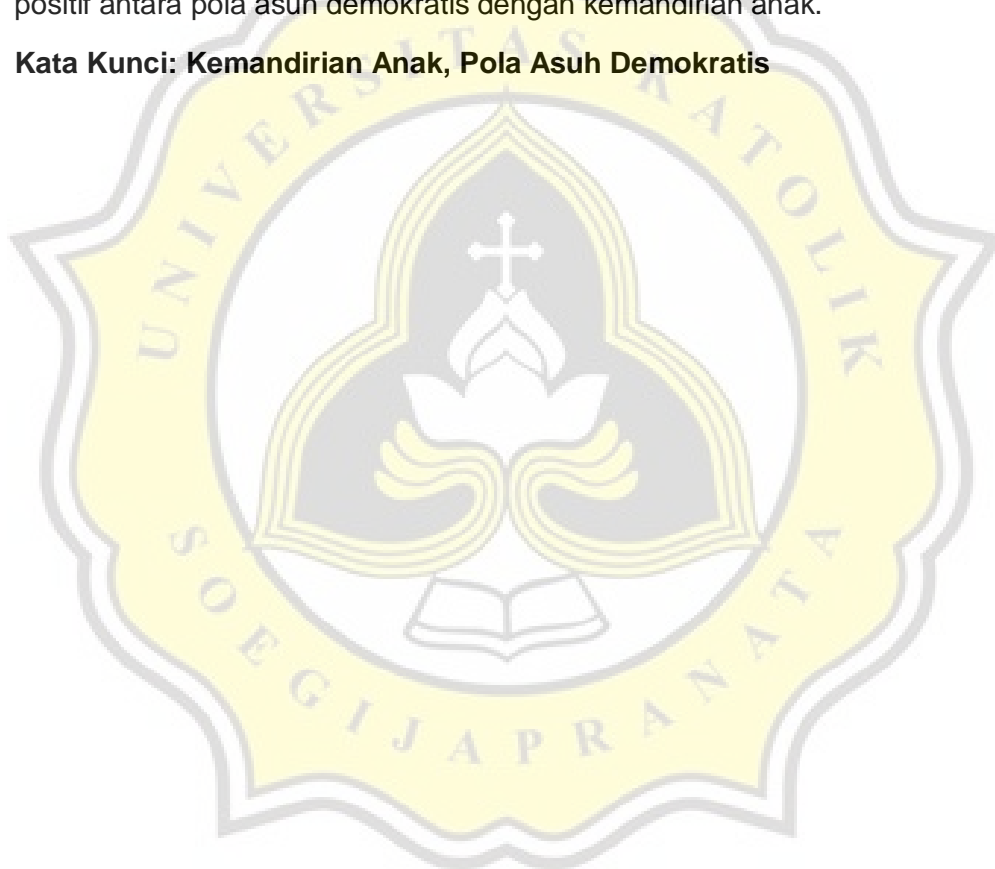 positif antara pola asuh demokratis dengan kemandirian anak.
Kata Kunci: Kemandirian Anak, Pola Asuh Demokratis
UNIVERSITAS KATOLIK
SOEGIJAPRANATA